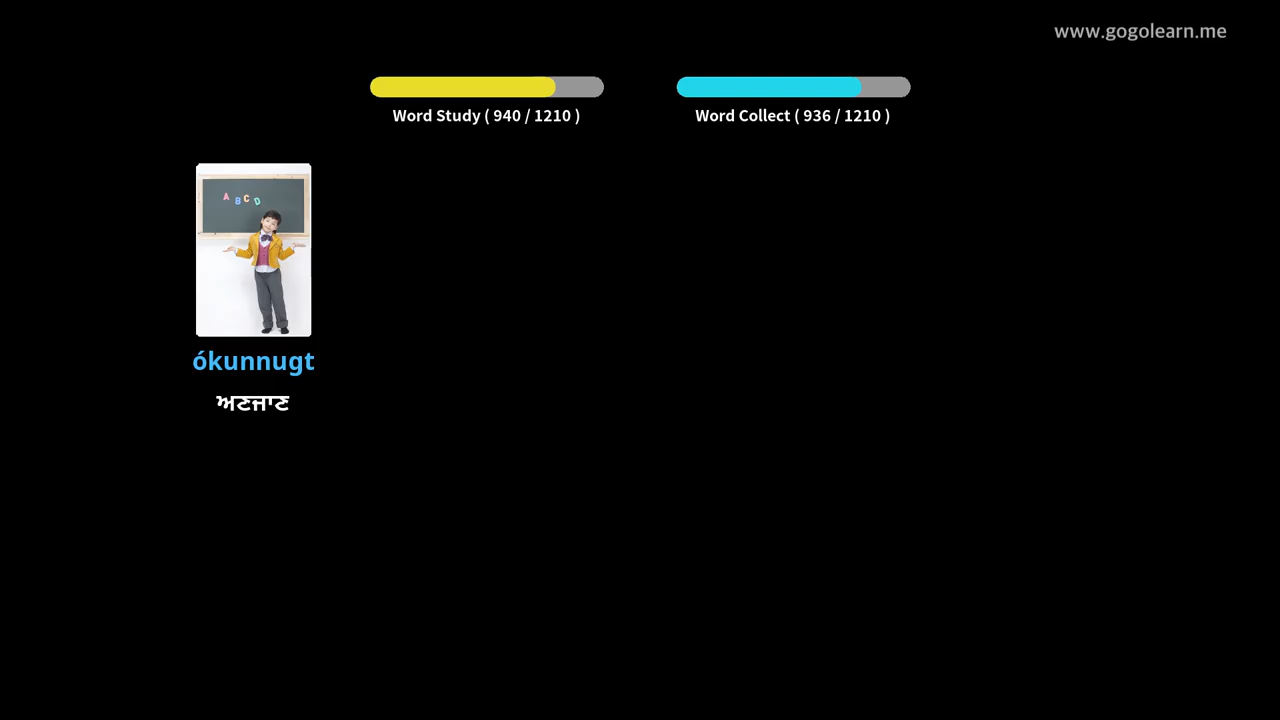 www.gogolearn.me
Word Study ( 940 / 1210 )
Word Collect ( 936 / 1210 )
A B C D
ókunnugt
ਅਣਜਾਣ